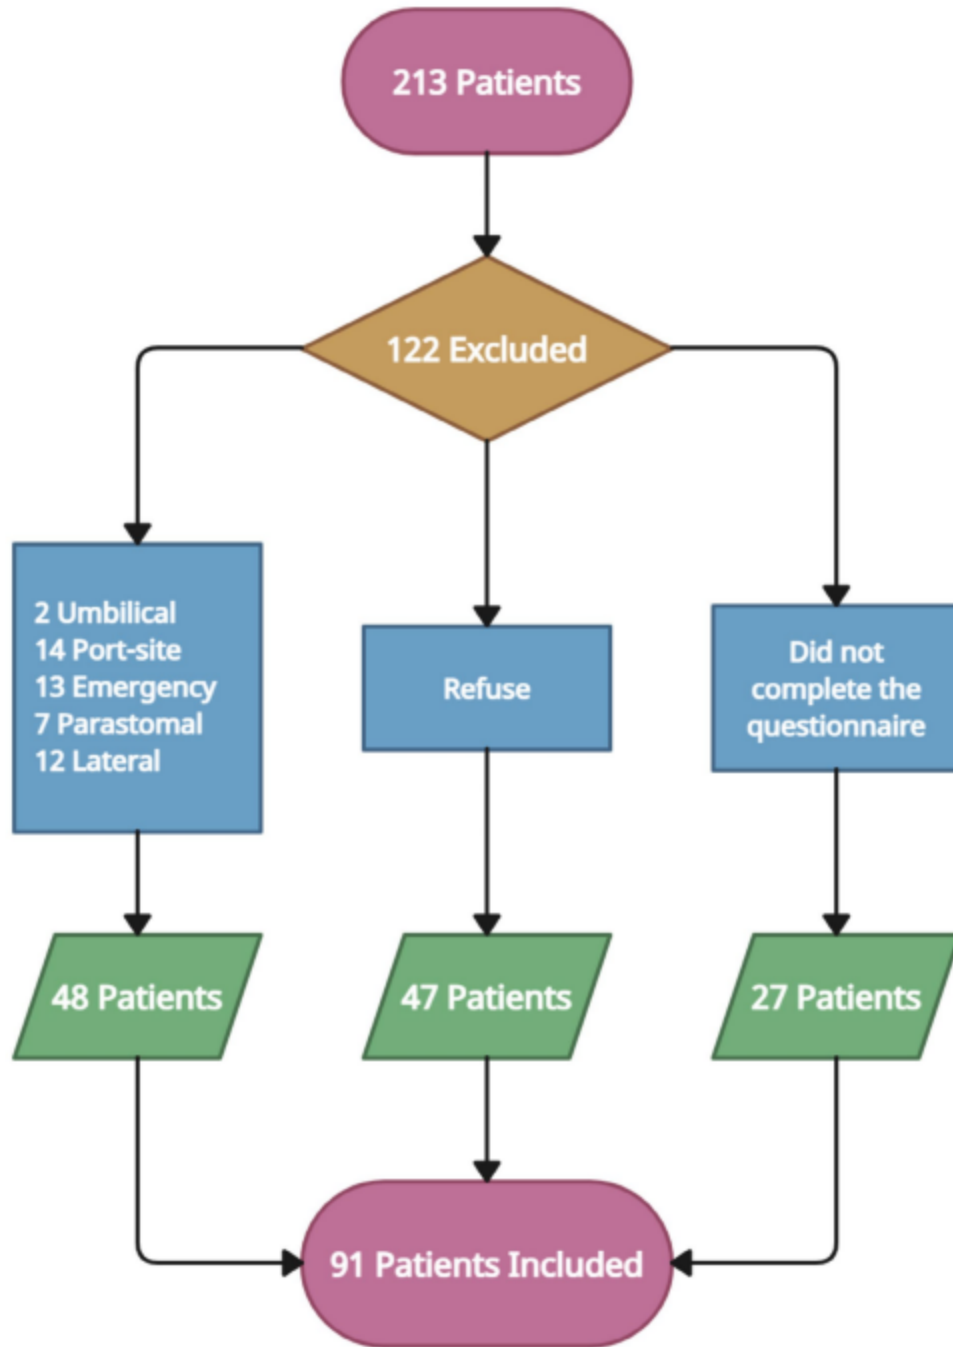 213 Patients
122 Excluded
2 Umbilical
14 Port-site
13 Emergency
7 Parastomal
12 Lateral
Refuse
Did not
complete the
questionnaire
48 Patients
47 Patients
27 Patients
91 Patients Included